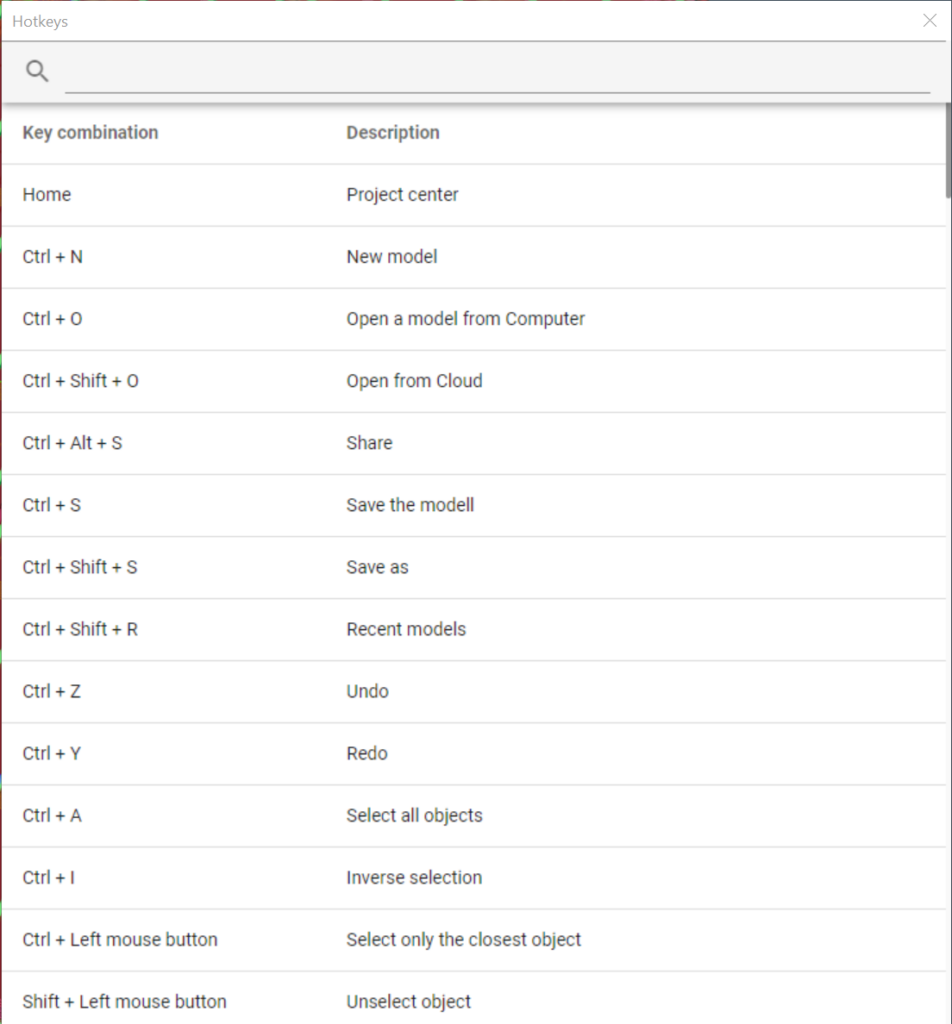 Hotkeys
Key combination Description
Home Project center
Ctrl + N New model
Ctrl + O Open a model from Computer
Ctrl + Shift + O Open from Cloud
Ctrl + Alt + S Share
Ctrl + S Save the modell
Ctrl + Shift + S Save as
Ctrl + Shift + R Recent models
Ctrl + Z Undo
Ctrl + Y Redo
Ctrl + A Select all objects
Ctrl + I Inverse selection
Ctrl + Left mouse button Select only the closest object
Shift + Left mouse button Unselect object